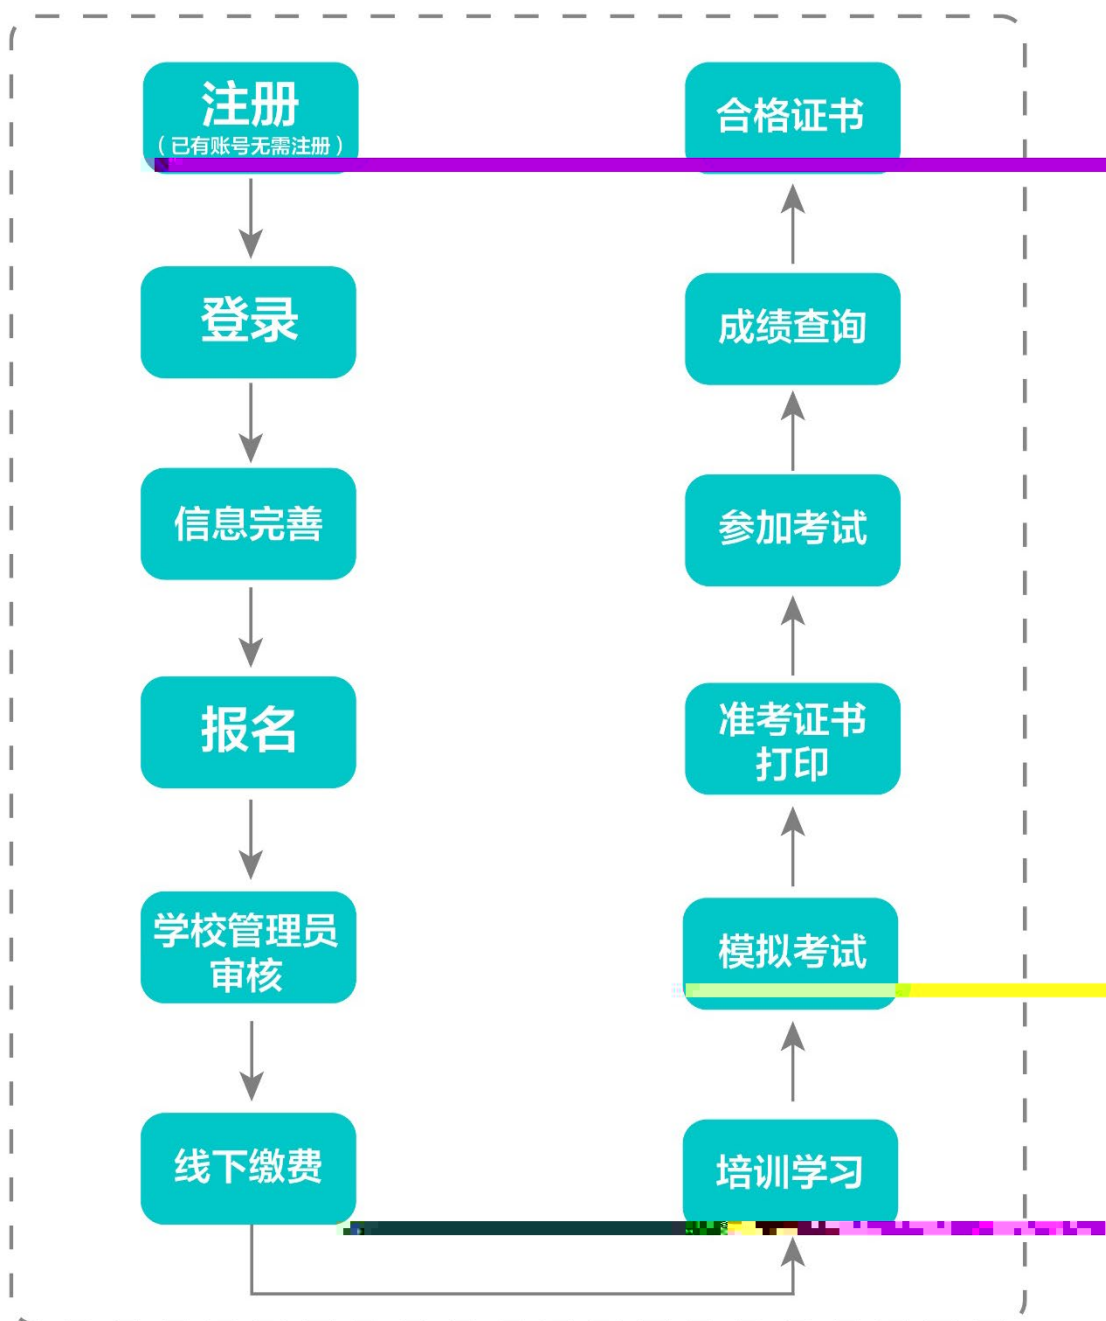 注册
（已有账号无需注册）
登录
信息完善
报名
学校管理员
审核
线下缴费
培训学习
模拟考试
准考证书
打印
参加考试
成绩查询
合格证书